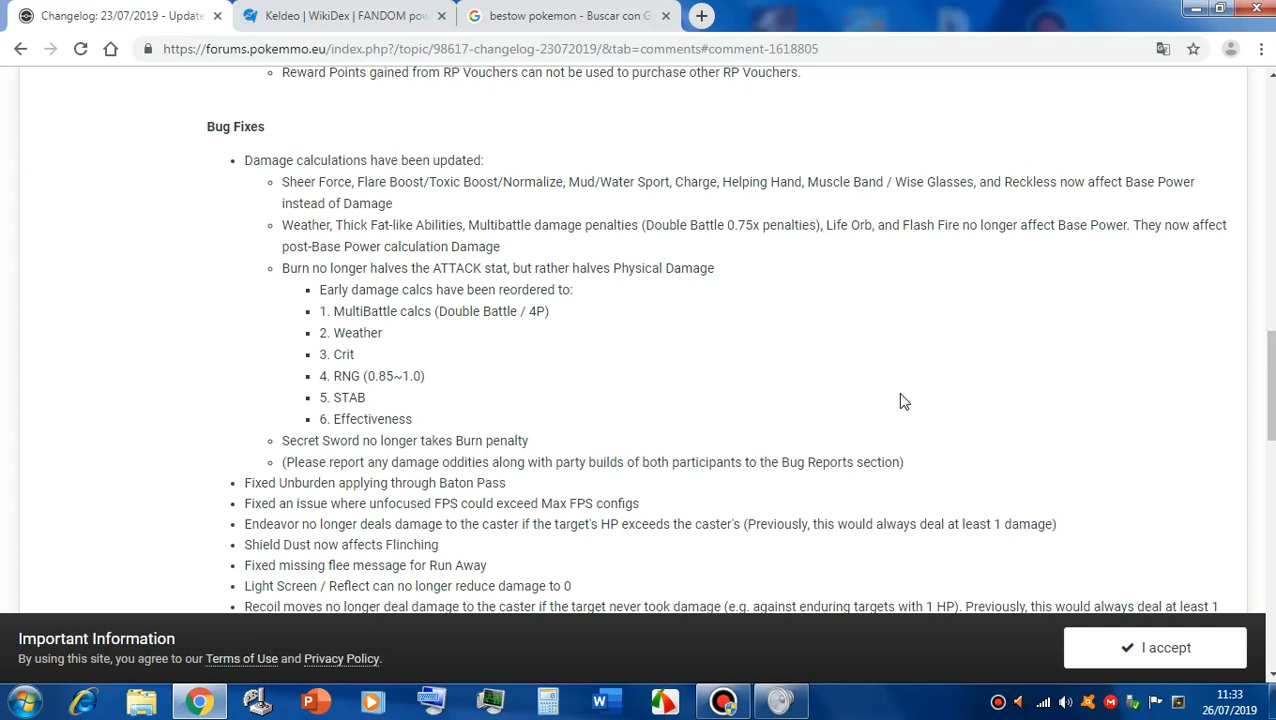 Changelog: 23/07/2019 - Update
Keldeo | WikiDex | FANDOM pow
bestow pokemon - Buscar con G
https://forums.pokemmo.eu/index.php?/topic/98617-changelog-23072019/&tab=comments#comment-1618805
Reward Points gained from RP Vouchers can not be used to purchase other RP Vouchers.
Bug Fixes
Damage calculations have been updated:
Sheer Force, Flare Boost/Toxic Boost/Normalize, Mud/Water Sport, Charge, Helping Hand, Muscle Band / Wise Glasses, and Reckless now affect Base Power
instead of Damage
Weather, Thick Fat-like Abilities, Multibattle damage penalties (Double Battle 0.75x penalties), Life Orb, and Flash Fire no longer affect Base Power. They now affect
post-Base Power calculation Damage
Burn no longer halves the ATTACK stat, but rather halves Physical Damage
Early damage calcs have been reordered to:
1. MultiBattle calcs (Double Battle / 4P)
2. Weather
3. Crit
4. RNG (0.85~1.0)
5. STAB
6. Effectiveness
Secret Sword no longer takes Burn penalty
(Please report any damage oddities along with party builds of both participants to the Bug Reports section)
Fixed Unburden applying through Baton Pass
Fixed an issue where unfocused FPS could exceed Max FPS configs
Endeavor no longer deals damage to the caster if the target's HP exceeds the caster's (Previously, this would always deal at least 1 damage)
Shield Dust now affects Flinching
Fixed missing flee message for Run Away
Light Screen / Reflect can no longer reduce damage to 0
Recoil moves no longer deal damage to the caster if the target never took damage (e.g. against enduring targets with 1 HP). Previously, this would always deal at least 1
Important Information
By using this site, you agree to our Terms of Use and Privacy Policy.
I accept
11:33
26/07/2019